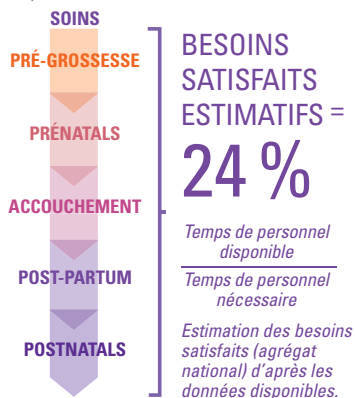 SOINS
PRÉ-GROSSESSE
PRÉNATALS
ACCOUCHEMENT
POST-PARTUM
POSTNATALS
BESOINS
SATISFAITS
ESTIMATIFS =
24 %
Temps de personnel
disponible
Temps de personnel
nécessaire
Estimation des besoins
satisfaits (agrégat
national) d’après les
données disponibles.